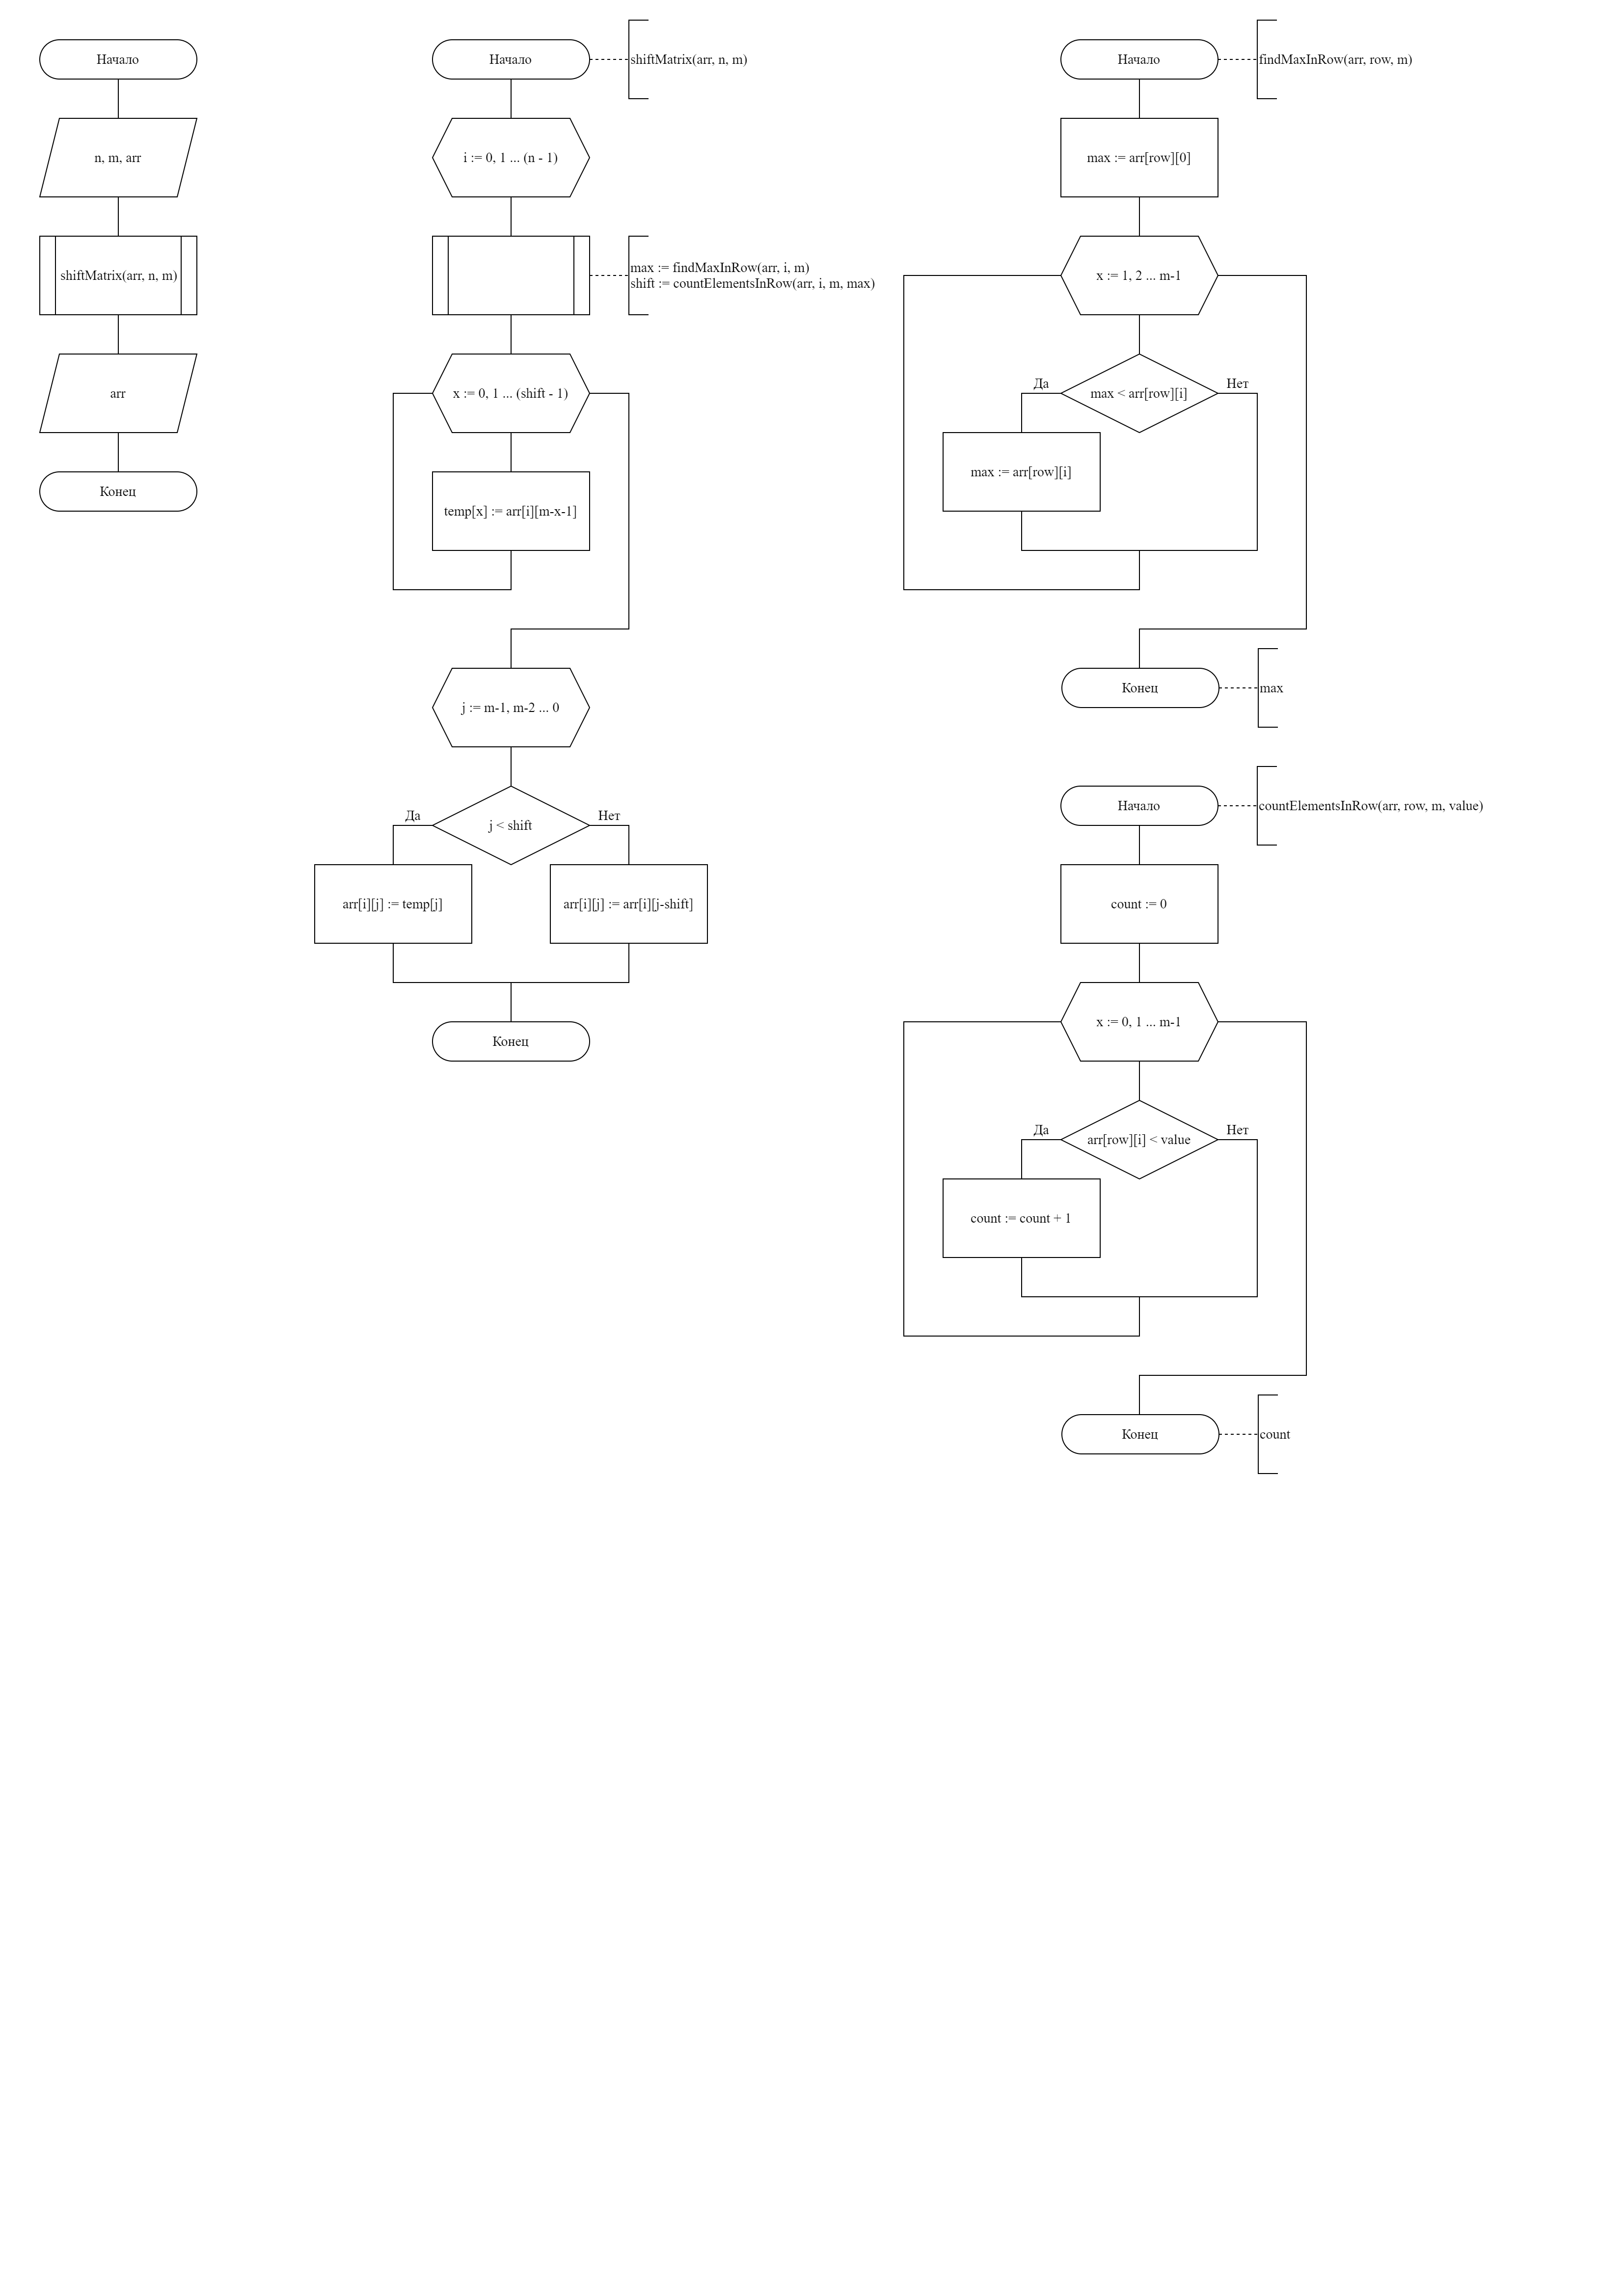 Начало
n, m, arr
shiftMatrix(arr, n, m)
arr
Конец
Начало
shiftMatrix(arr, n, m)
i := 0, 1 ... (n - 1)
max := findMaxInRow(arr, i, m)
shift := countElementsInRow(arr, i, m, max)
x := 0, 1 ... (shift - 1)
temp[x] := arr[i][m-x-1]
j := m-1, m-2 ... 0
Да
j < shift
Нет
arr[i][j] := temp[j]
arr[i][j] := arr[i][j-shift]
Конец
Начало
findMaxInRow(arr, row, m)
max := arr[row][0]
x := 1, 2 ... m-1
Да
max < arr[row][i]
Нет
max := arr[row][i]
Конец
max
Начало
countElementsInRow(arr, row, m, value)
count := 0
x := 0, 1 ... m-1
Да
arr[row][i] < value
Нет
count := count + 1
Конец
count